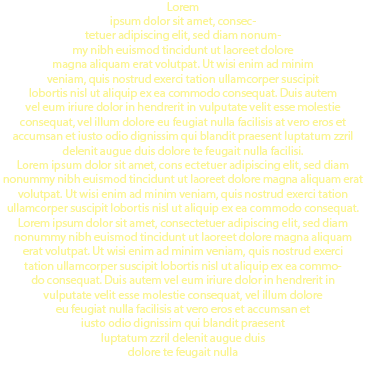 Lorem
ipsum dolor sit amet, consec-
tetuer adipiscing elit, sed diam nonum-
my nibh euismod tincidunt ut laoreet dolore
magna aliquam erat volutpat. Ut wisi enim ad minim
veniam, quis nostrud exerci tation ullamcorper suscipit
lobortis nisl ut aliquip ex ea commodo consequat. Duis autem
vel eum iriure dolor in hendrerit in vulputate velit esse molestie
consequat, vel illum dolore eu feugiat nulla facilisis at vero eros et
accumsan et iusto odio dignissim qui blandit praesent luptatum zzril
delenit augue duis dolore te feugait nulla facilisi.
Lorem ipsum dolor sit amet, cons ectetuer adipiscing elit, sed diam
nonummy nibh euismod tincidunt ut laoreet dolore magna aliquam erat
volutpat. Ut wisi enim ad minim veniam, quis nostrud exerci tation
ullamcorper suscipit lobortis nisl ut aliquip ex ea commodo consequat.
Lorem ipsum dolor sit amet, consectetuer adipiscing elit, sed diam
nonummy nibh euismod tincidunt ut laoreet dolore magna aliquam
erat volutpat. Ut wisi enim ad minim veniam, quis nostrud exerci
tation ullamcorper suscipit lobortis nisl ut aliquip ex ea commo-
do consequat. Duis autem vel eum iriure dolor in hendrerit in
vulputate velit esse molestie consequat, vel illum dolore
eu feugiat nulla facilisis at vero eros et accumsan et
iusto odio dignissim qui blandit praesent
luptatum zzril delenit augue duis
dolore te feugait nulla